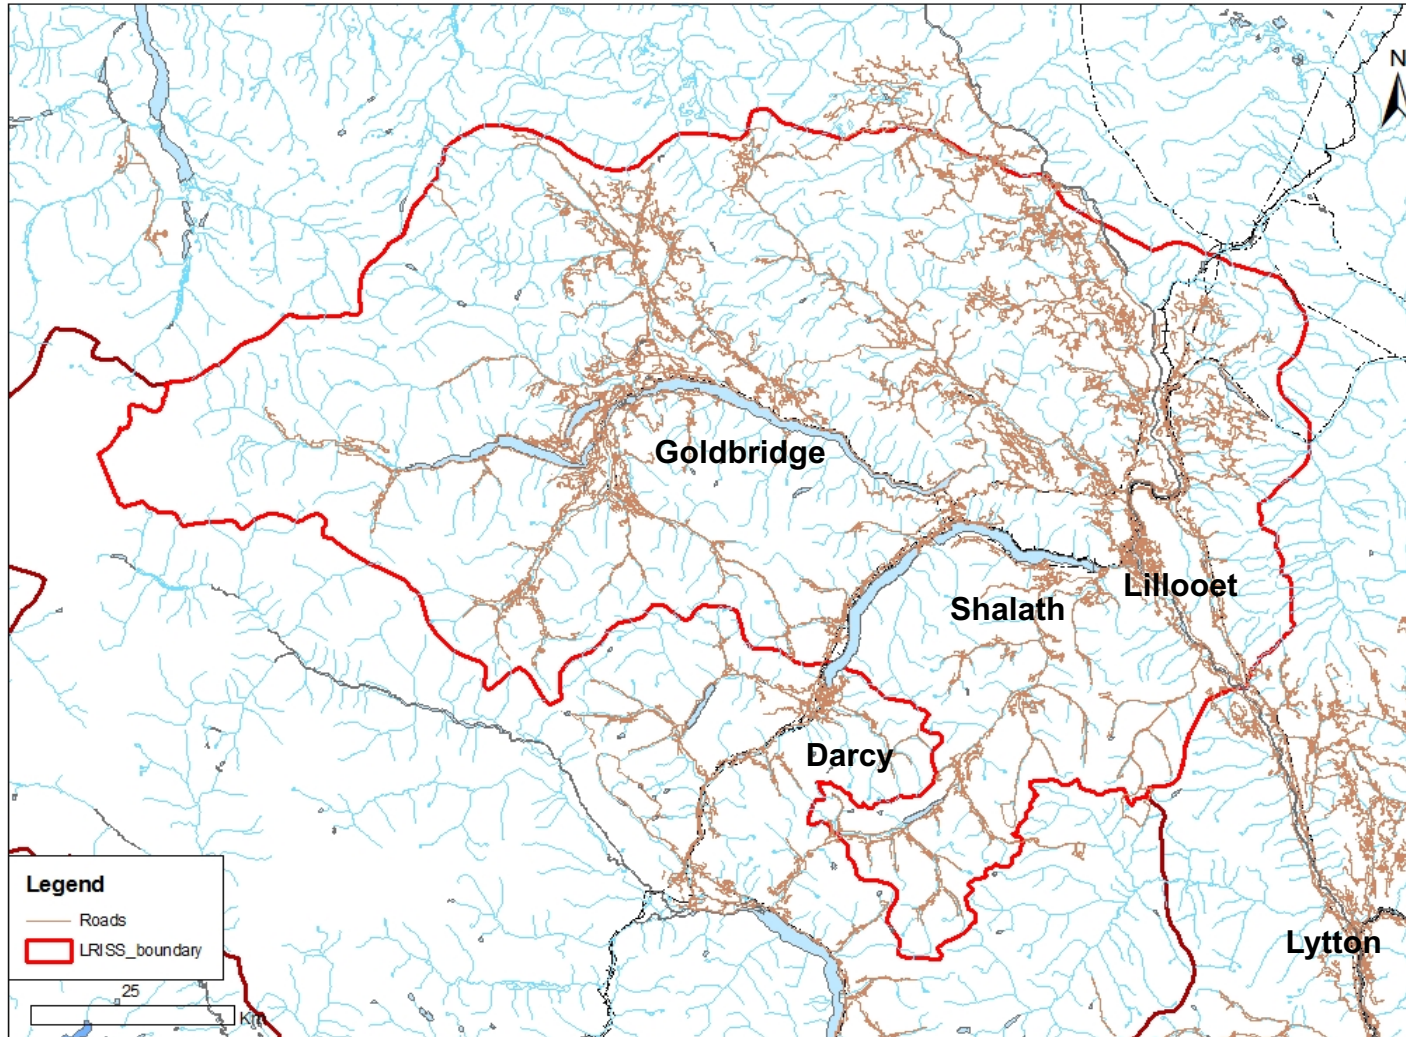 N
Goldbridge
Lillooet
Shalath
Darcy
Lytton
Legend
Roads
LRISS_boundary
25
Km